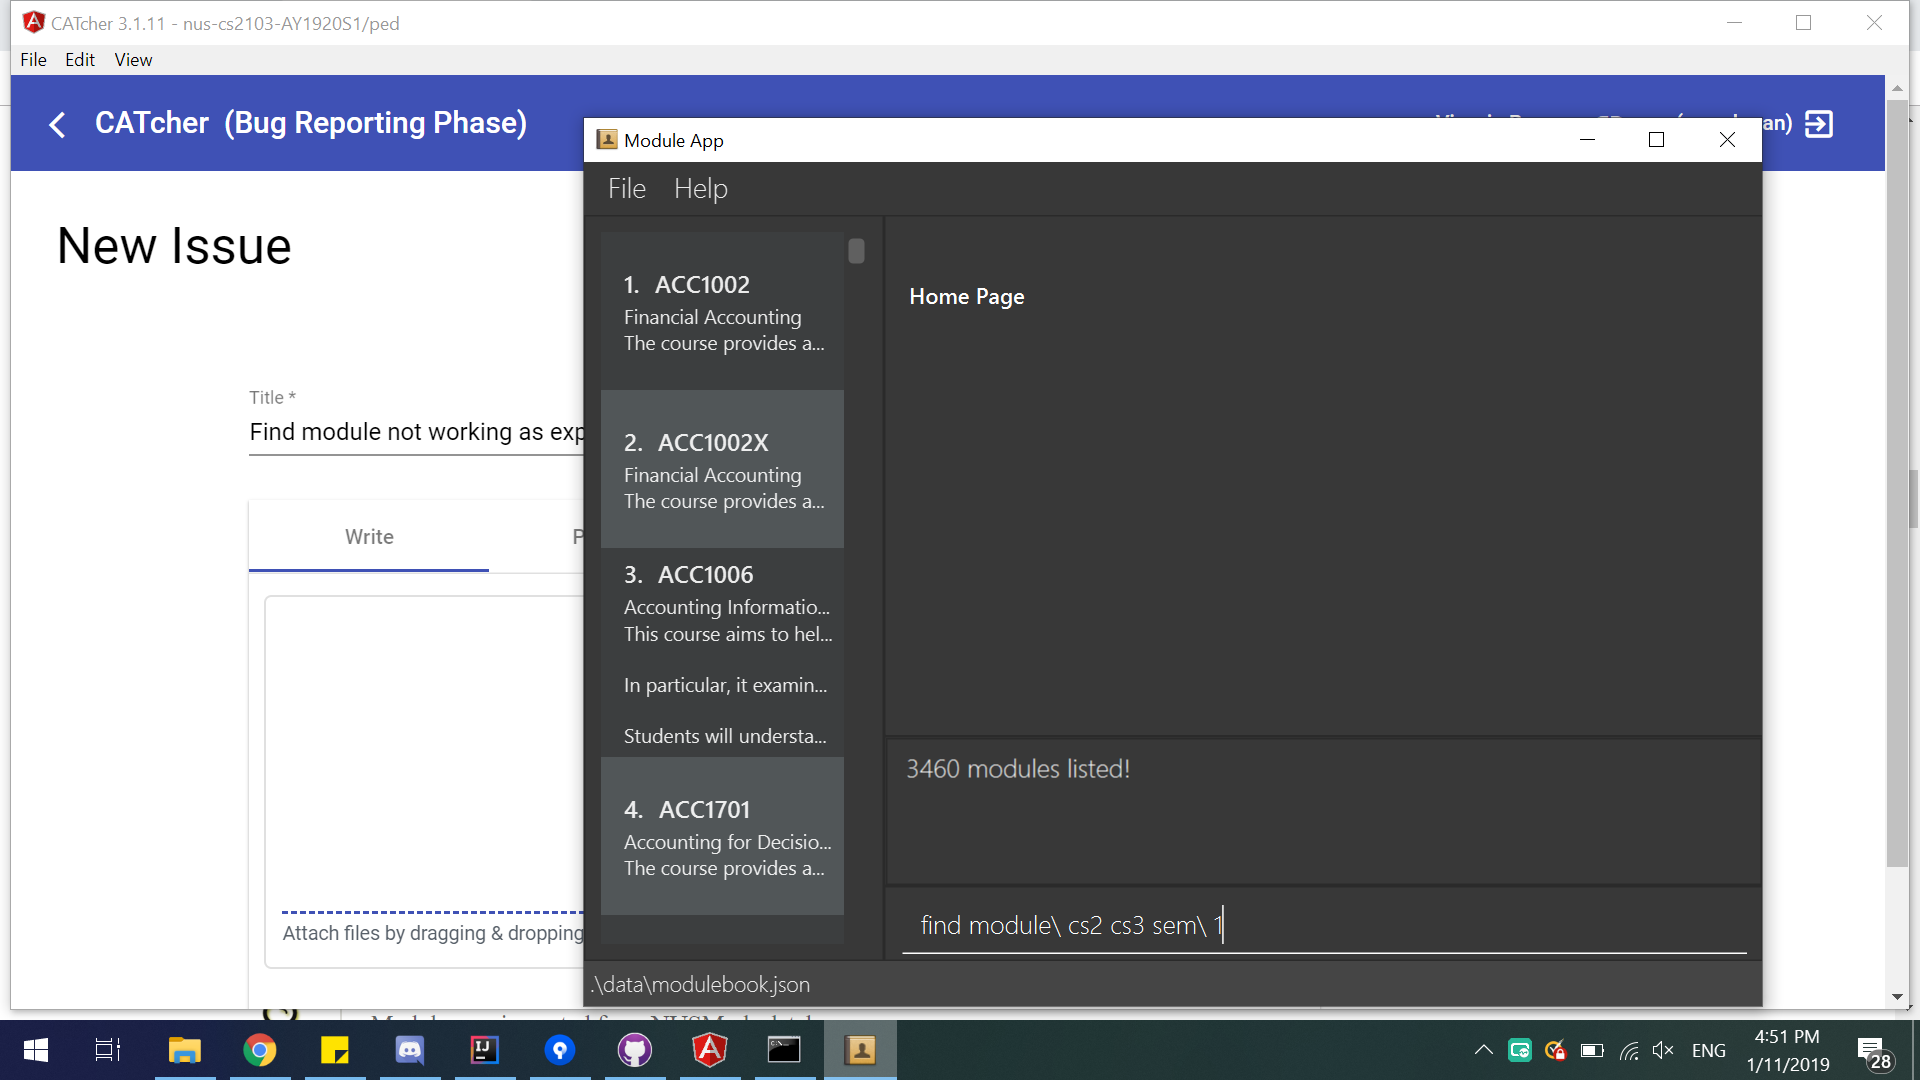 CATcher 3.1.11 - nus-cs2103-AY1920S1/ped
File Edit View
CATcher (Bug Reporting Phase)
an)
New Issue
Title *
Find module not working as exp
Write
P
Attach files by dragging & dropping
Module App
File Help
1. ACC1002
Financial Accounting
The course provides a...
2. ACC1002X
Financial Accounting
The course provides a...
3. ACC1006
Accounting Informatio...
This course aims to hel...
In particular, it examin...
Students will understa...
4. ACC1701
Accounting for Decisio...
The course provides a...
Home Page
3460 modules listed!
find module\ cs2 cs3 sem\ 1
.\data\modulebook.json
ENG
4:51 PM
1/11/2019
28